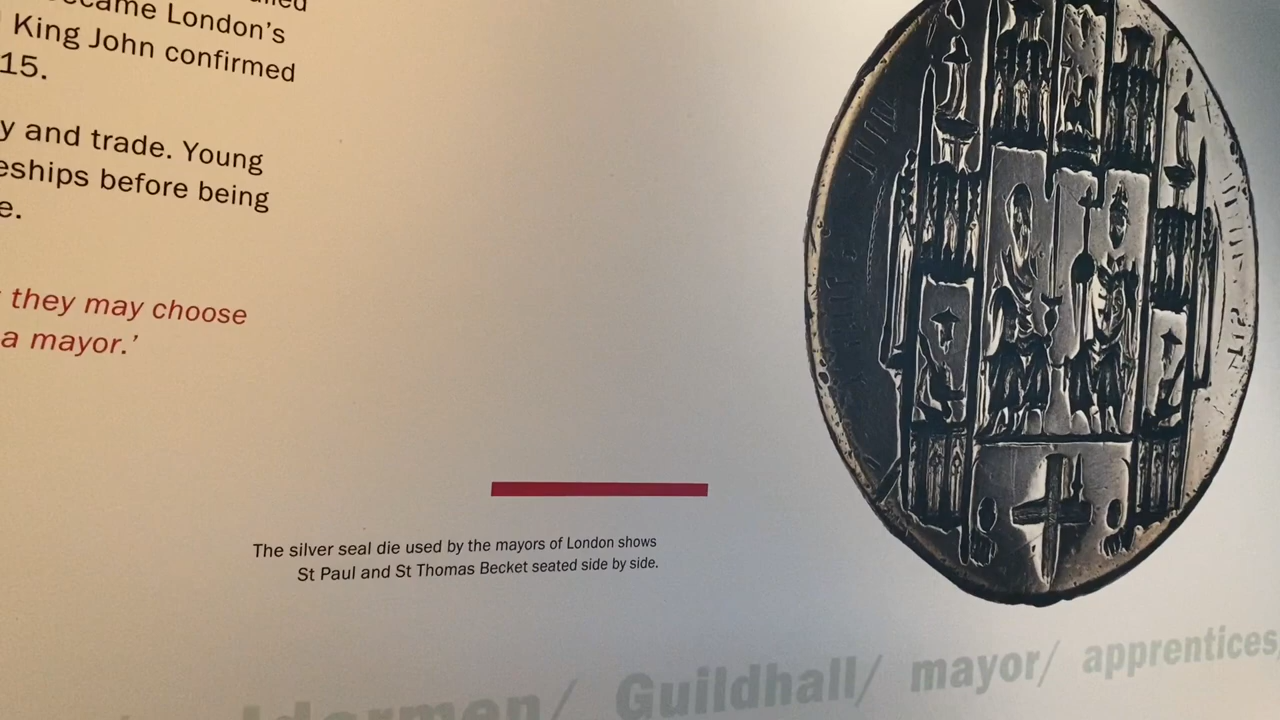 became London's
King John confirmed
15.
y and trade. Young
eships before being
e.
they may choose
a mayor.'
The silver seal die used by the mayors of London shows
St Paul and St Thomas Becket seated side by side.
ldermen/ Guildhall/ mayor/ apprentices/